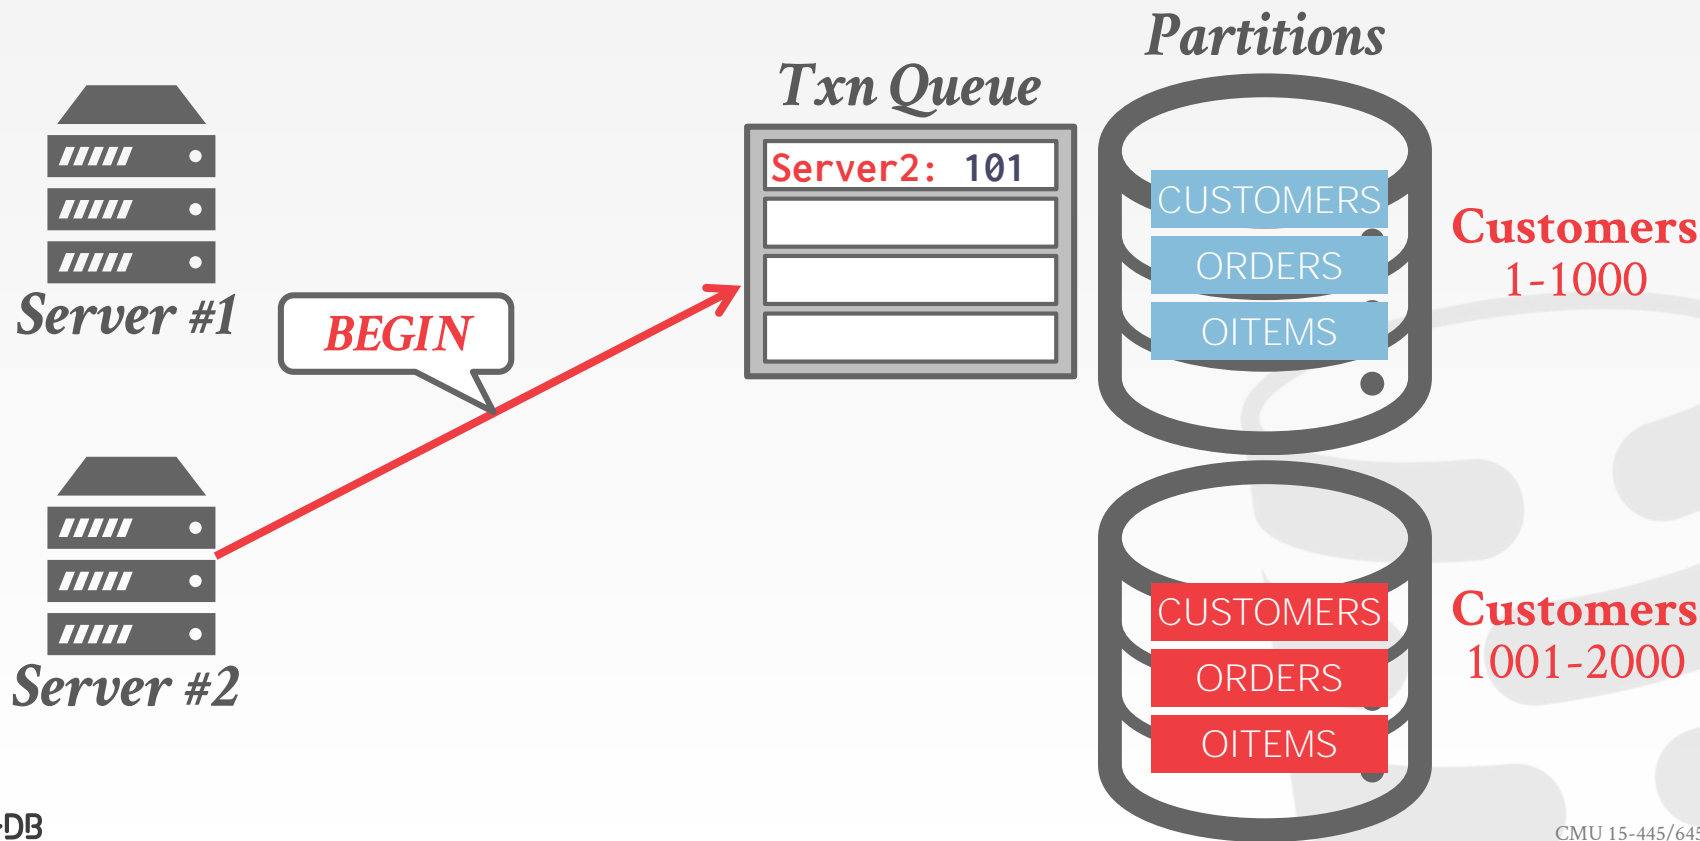 Partitions
Txn Queue
Server2: 101
CUSTOMERS
ORDERS
OITEMS
Customers
1-1000
Server #1
BEGIN
Server #2
CUSTOMERS
ORDERS
OITEMS
Customers
1001-2000
DB
CMU 15-445/645